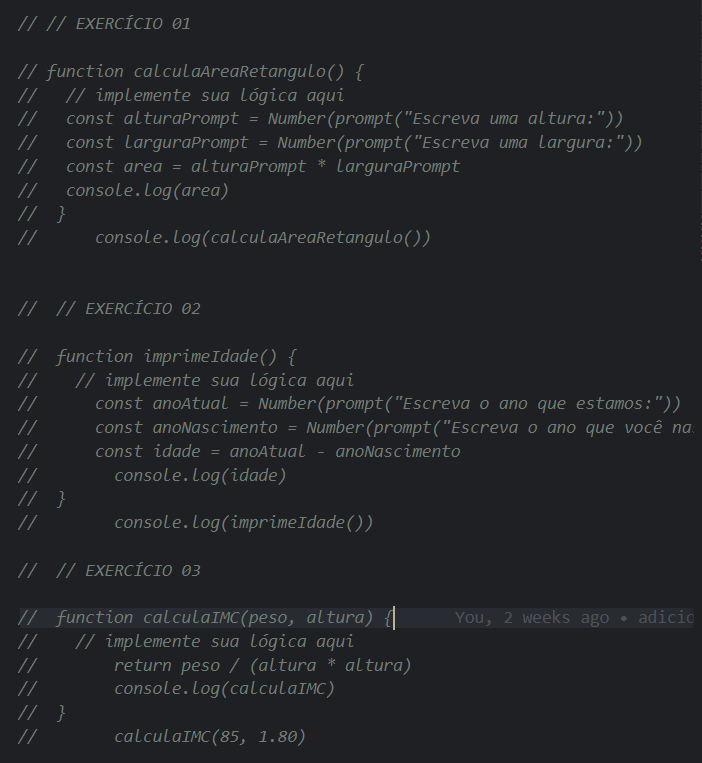 // // EXERCÍCIO 01
// function calculaAreaRetangulo() {
//   // implemente sua lógica aqui
//   const alturaPrompt = Number(prompt("Escreva uma altura:"))
//   const larguraPrompt = Number(prompt("Escreva uma largura:"))
//   const area = alturaPrompt * larguraPrompt
//   console.log(area)
//  }
//      console.log(calculaAreaRetangulo())
//  // EXERCÍCIO 02
//  function imprimeIdade() {
//    // implemente sua lógica aqui
//      const anoAtual = Number(prompt("Escreva o ano que estamos:"))
//      const anoNascimento = Number(prompt("Escreva o ano que você nas
//      const idade = anoAtual - anoNascimento
//        console.log(idade)
//  }
//        console.log(imprimeIdade())
//  // EXERCÍCIO 03
//  function calculaIMC(peso, altura) {      You, 2 weeks ago • adicio
//    // implemente sua lógica aqui
//        return peso / (altura * altura)
//        console.log(calculaIMC)
//  }
//        calculaIMC(85, 1.80)